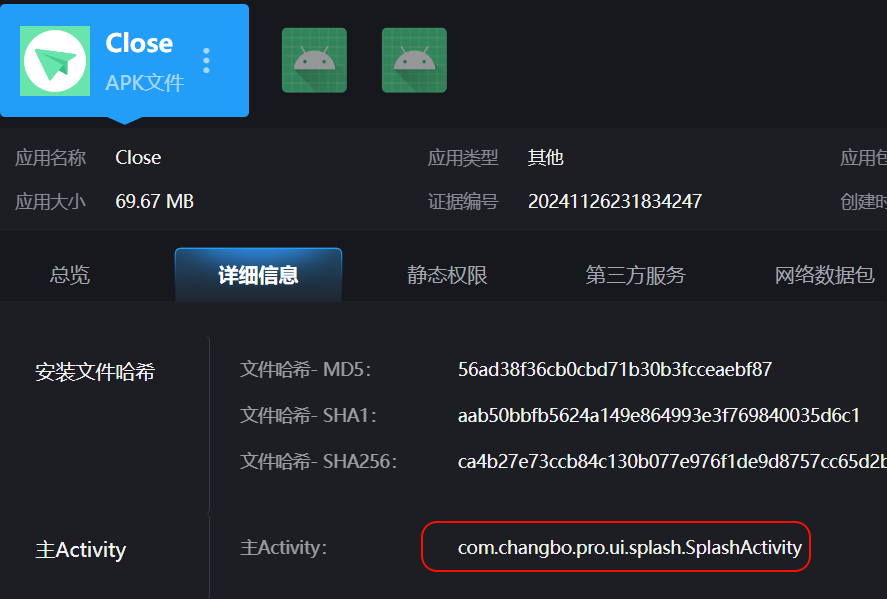 Close
APK文件
应用名称 Close 应用类型 其他 应用包
应用大小 69.67 MB 证据编号 20241126231834247 创建时
总览 详细信息 静态权限 第三方服务 网络数据包
安装文件哈希 文件哈希- MD5: 56ad38f36cb0cbd71b30b3fcceaebf87
文件哈希- SHA1: aab50bbfb5624a149e864993e3f769840035d6c1
文件哈希- SHA256: ca4b27e73ccb84c130b077e976f1de9d8757cc65d2b
主Activity 主Activity: com.changbo.pro.ui.splash.SplashActivity